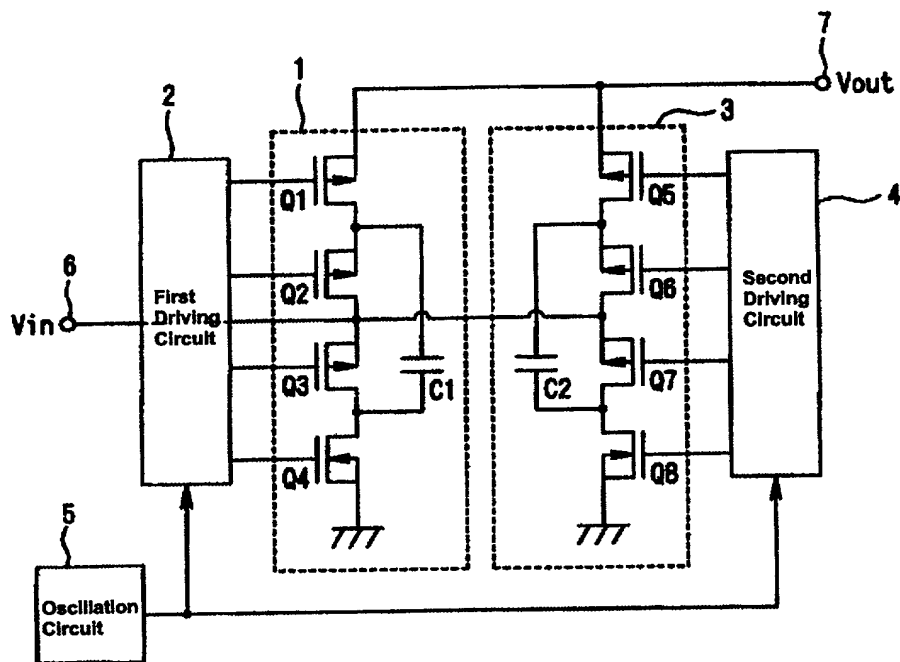 7
Vout
1
3
2
Q1
Q5
4
6
Q2
Q6
Vin
First
Driving
Circuit
Second
Driving
Circuit
Q3
C1
C2
Q7
Q4
Q8
5
Oscillation
Circuit